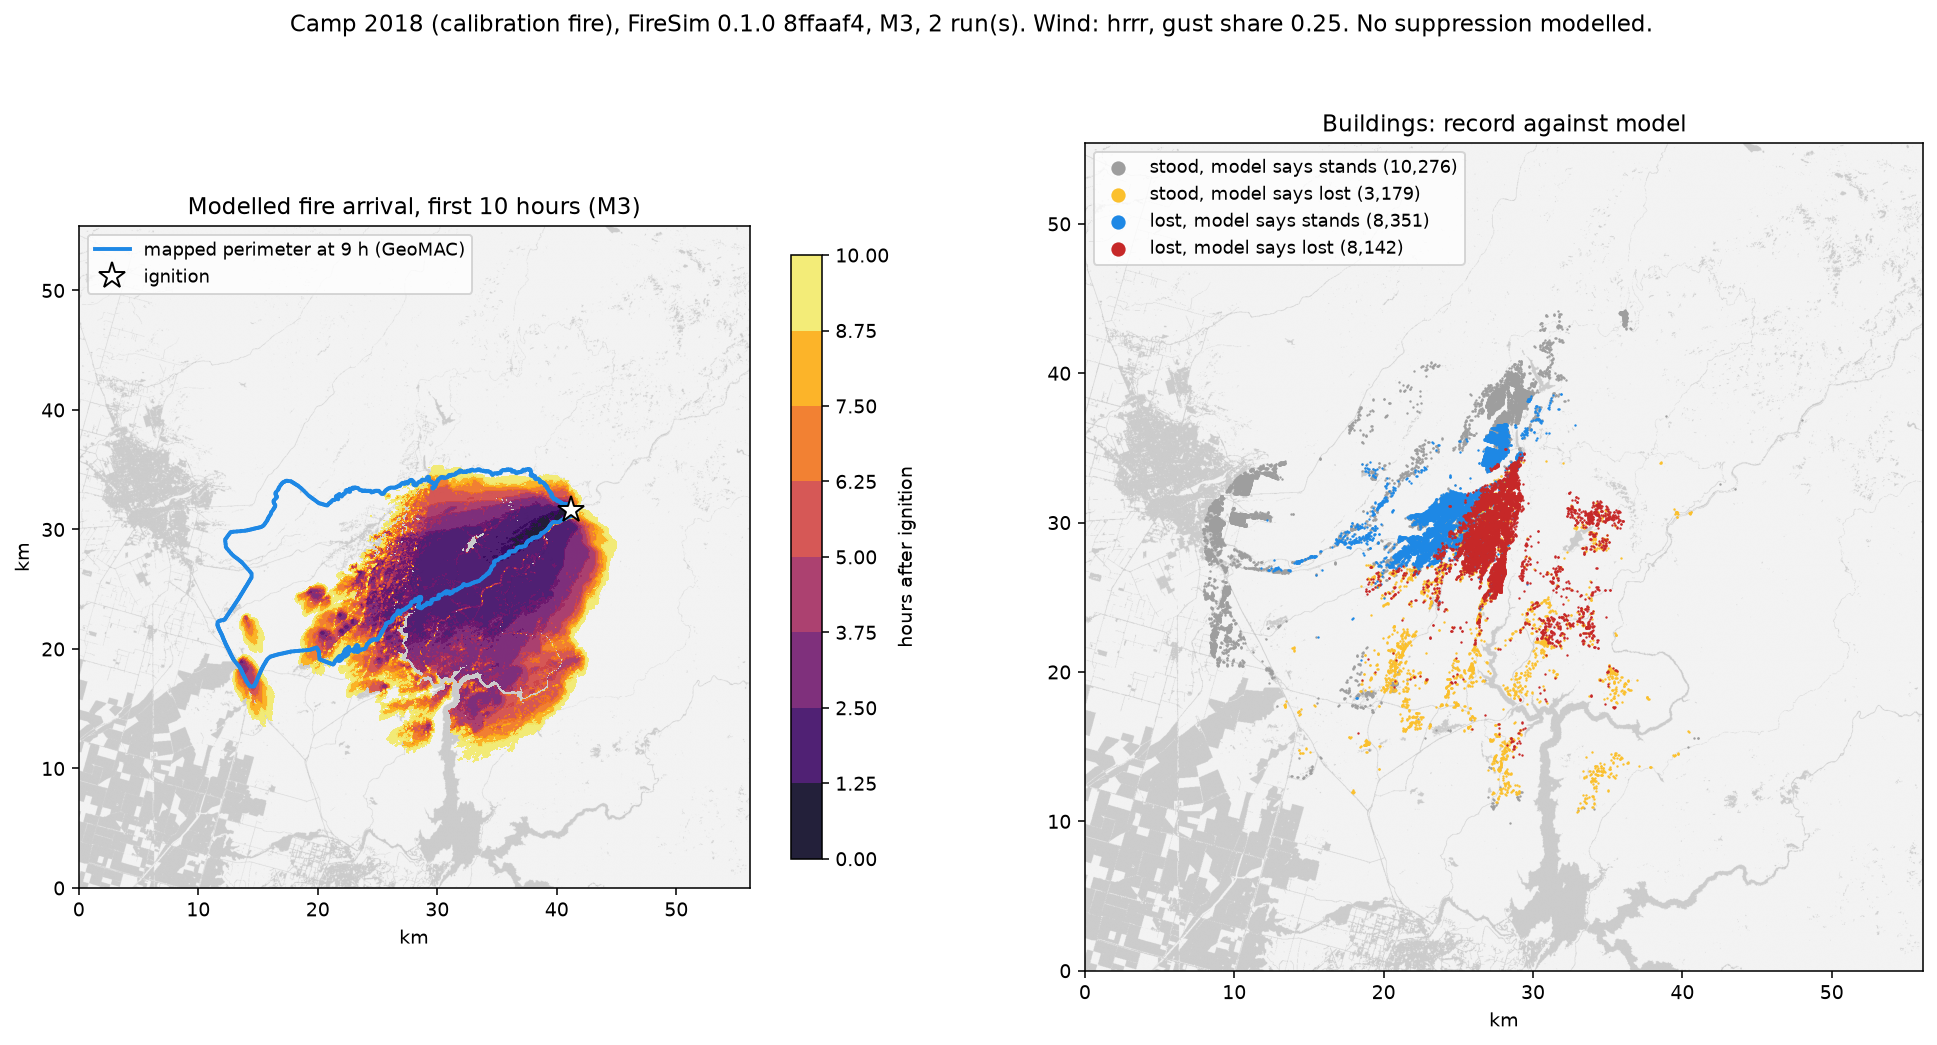 Camp 2018 (calibration fire), FireSim 0.1.0 8ffaaf4, M3, 2 run(s). Wind: hrrr, gust share 0.25. No suppression modelled.
Modelled fire arrival, first 10 hours (M3)
mapped perimeter at 9 h (GeoMAC)
ignition
50
40
30
20
10
0
km
0 10 20 30 40 50
km
10.00
8.75
7.50
6.25
5.00
3.75
2.50
1.25
0.00
hours after ignition
Buildings: record against model
stood, model says stands (10,276)
stood, model says lost (3,179)
lost, model says stands (8,351)
lost, model says lost (8,142)
50
40
30
20
10
0
0 10 20 30 40 50
km